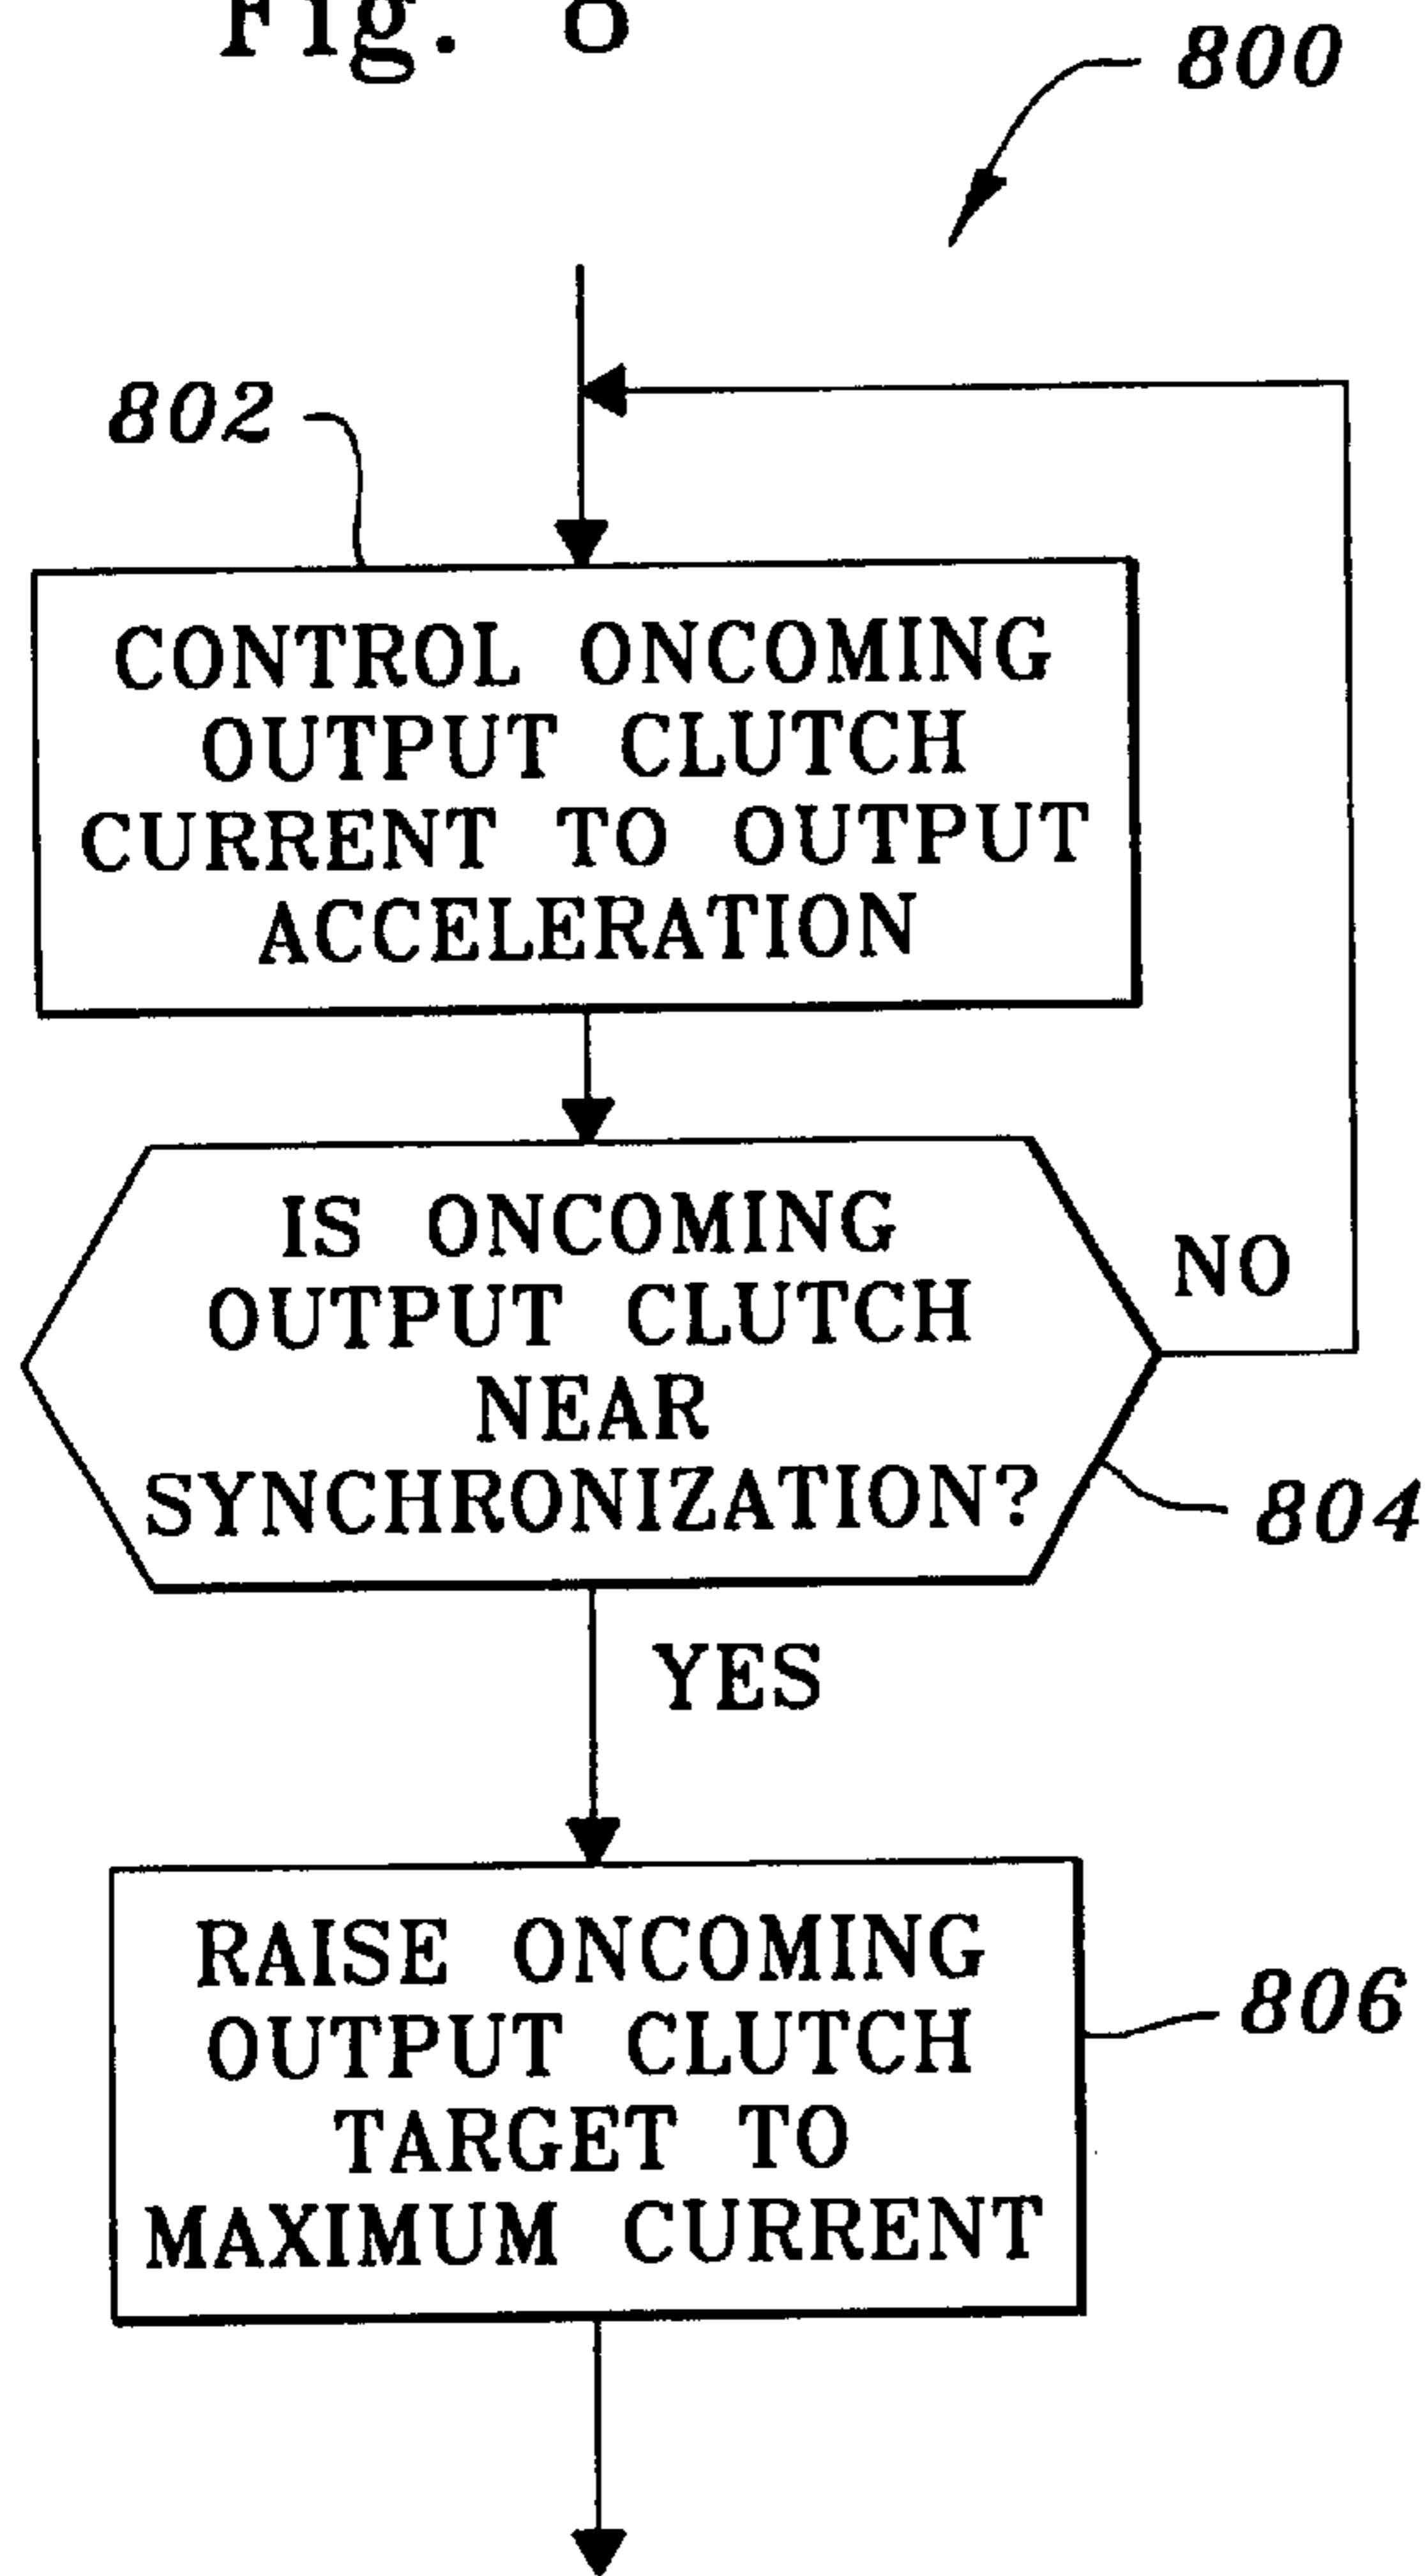 Fig. 8
800
802
CONTROL ONCOMING
OUTPUT CLUTCH
CURRENT TO OUTPUT
ACCELERATION
IS ONCOMING
OUTPUT CLUTCH
NEAR
SYNCHRONIZATION?
NO
804
YES
RAISE ONCOMING
OUTPUT CLUTCH
TARGET TO
MAXIMUM CURRENT
806